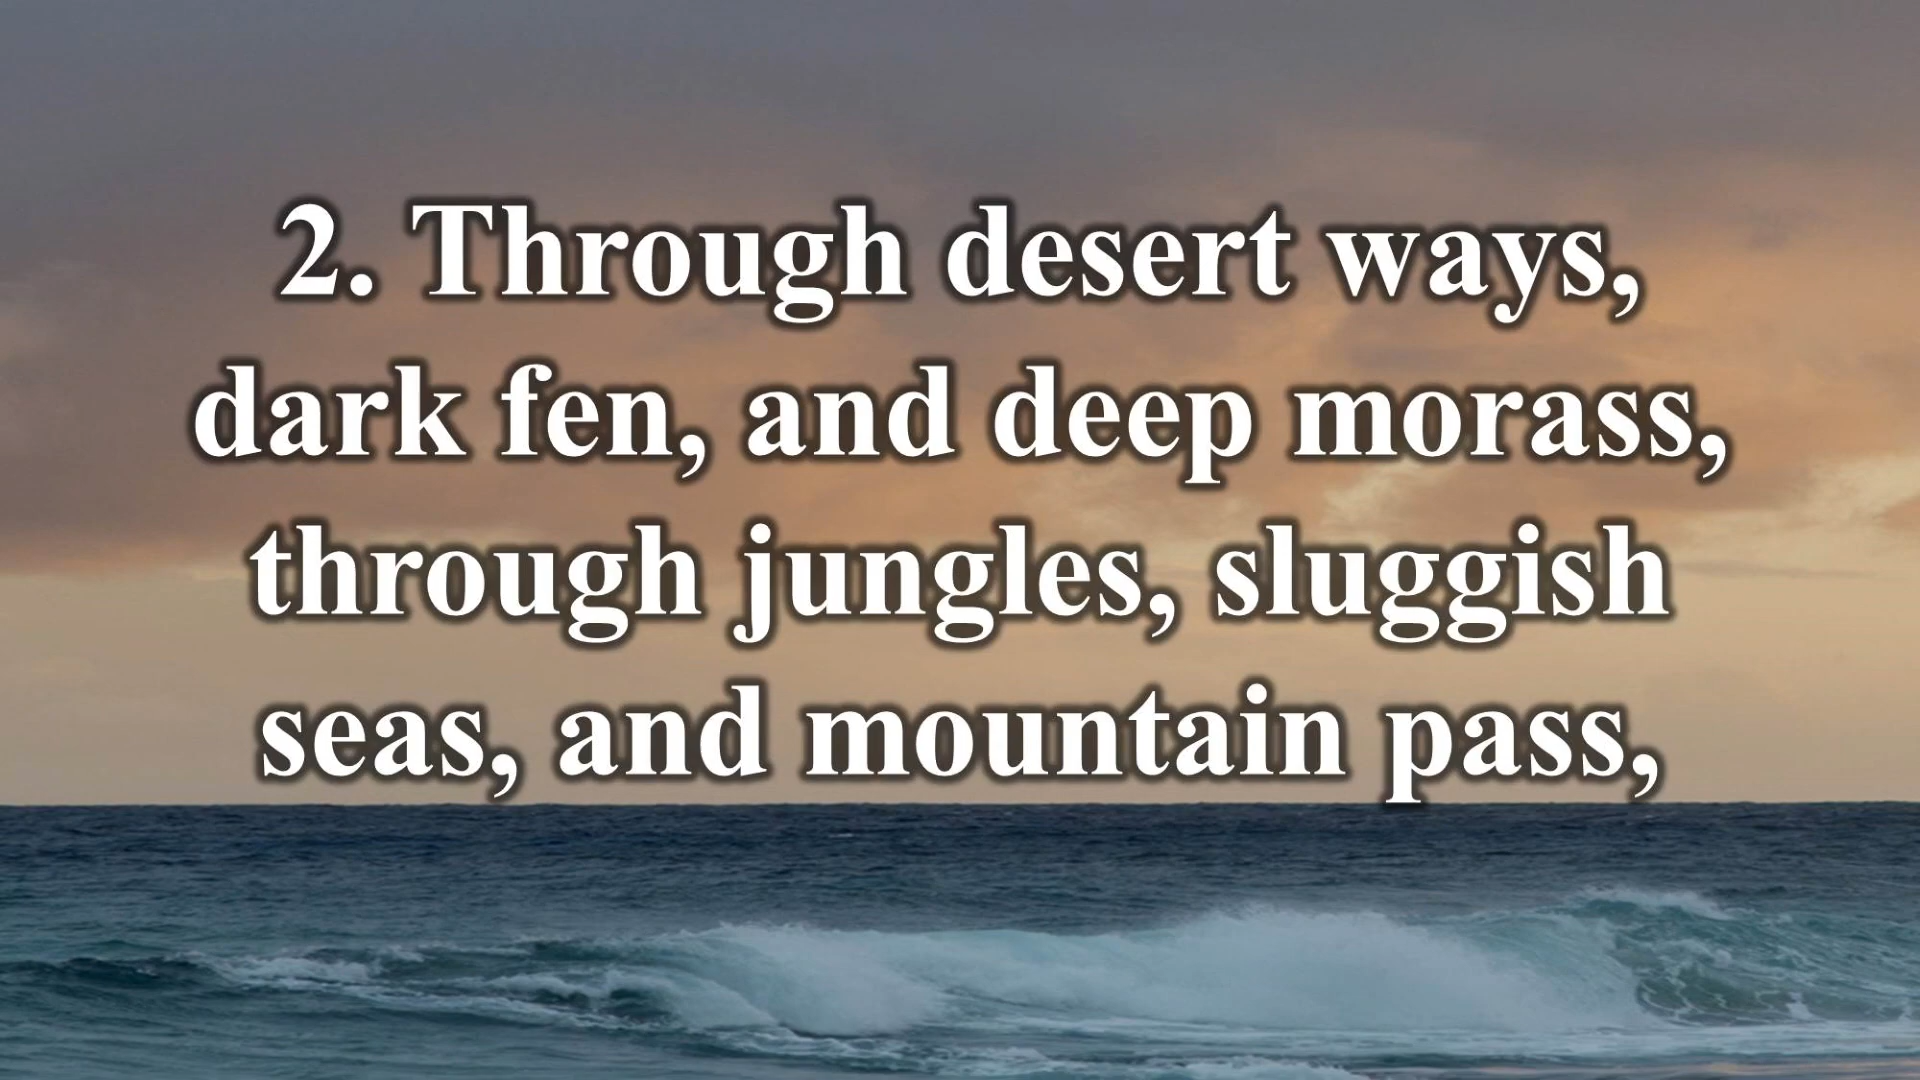 2. Through desert ways,
dark fen, and deep morass,
through jungles, sluggish
seas, and mountain pass,